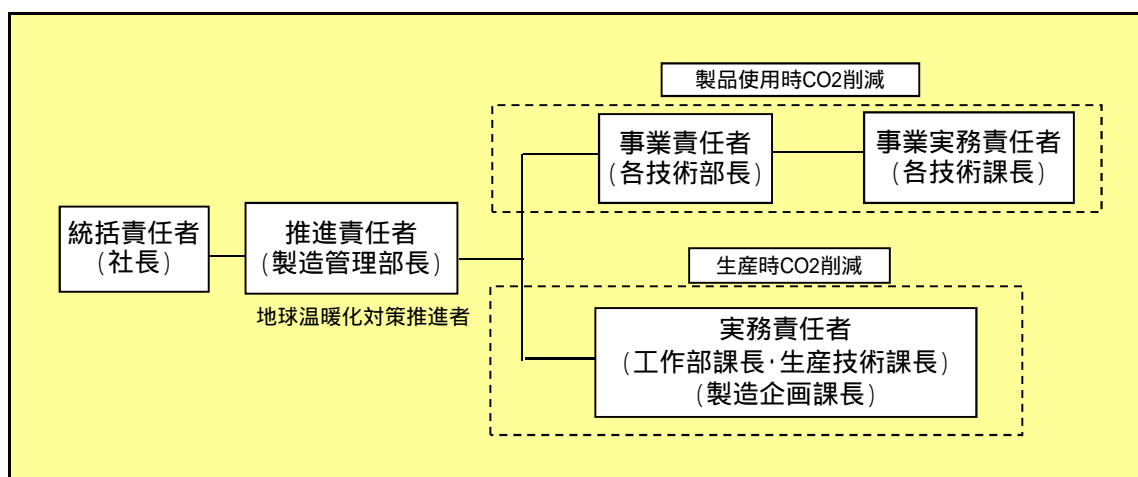 製品使用時CO2削減
事業責任者
(各技術部長)
事業実務責任者
(各技術課長)
統括責任者
(社長)
推進責任者
(製造管理部長)
地球温暖化対策推進者
生産時CO2削減
実務責任者
(工作部課長・生産技術課長)
(製造企画課長)